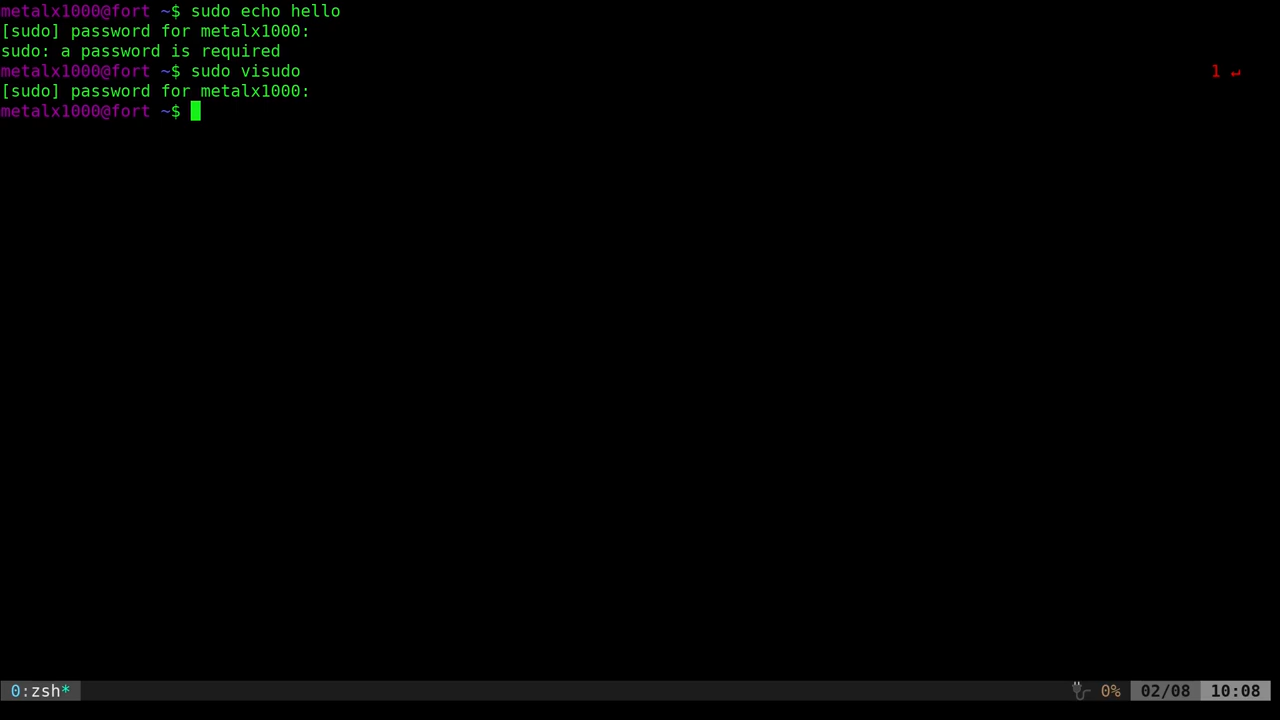 metalx1000@fort ~$ sudo echo hello
[sudo] password for metalx1000:
sudo: a password is required
metalx1000@fort ~$ sudo visudo 1 ↵
[sudo] password for metalx1000:
metalx1000@fort ~$
0:zsh* 0% 02/08 10:08